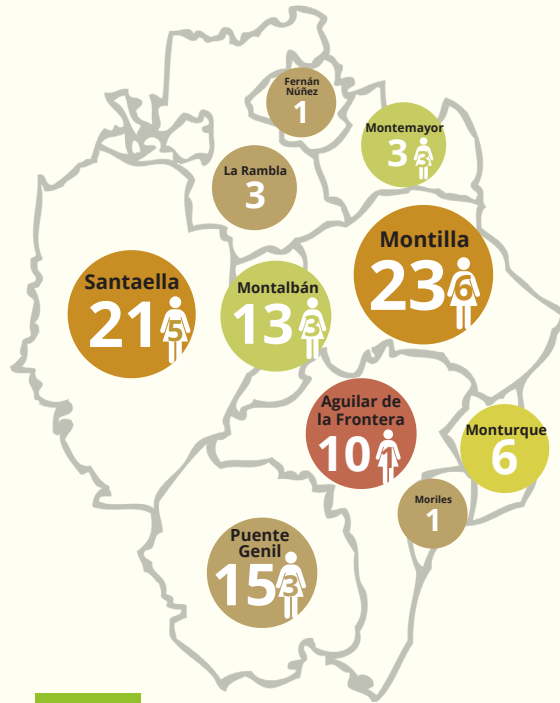 Fernán
Núñez
1
Montemayor
3 3
La Rambla
3
Montilla
23 6
Santaella
21 5
Montalbán
13 3
Aguilar de
la Frontera
10 1
Monturque
6
Moriles
1
Puente
Genil
15 3